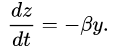 dz/dt = −βy.